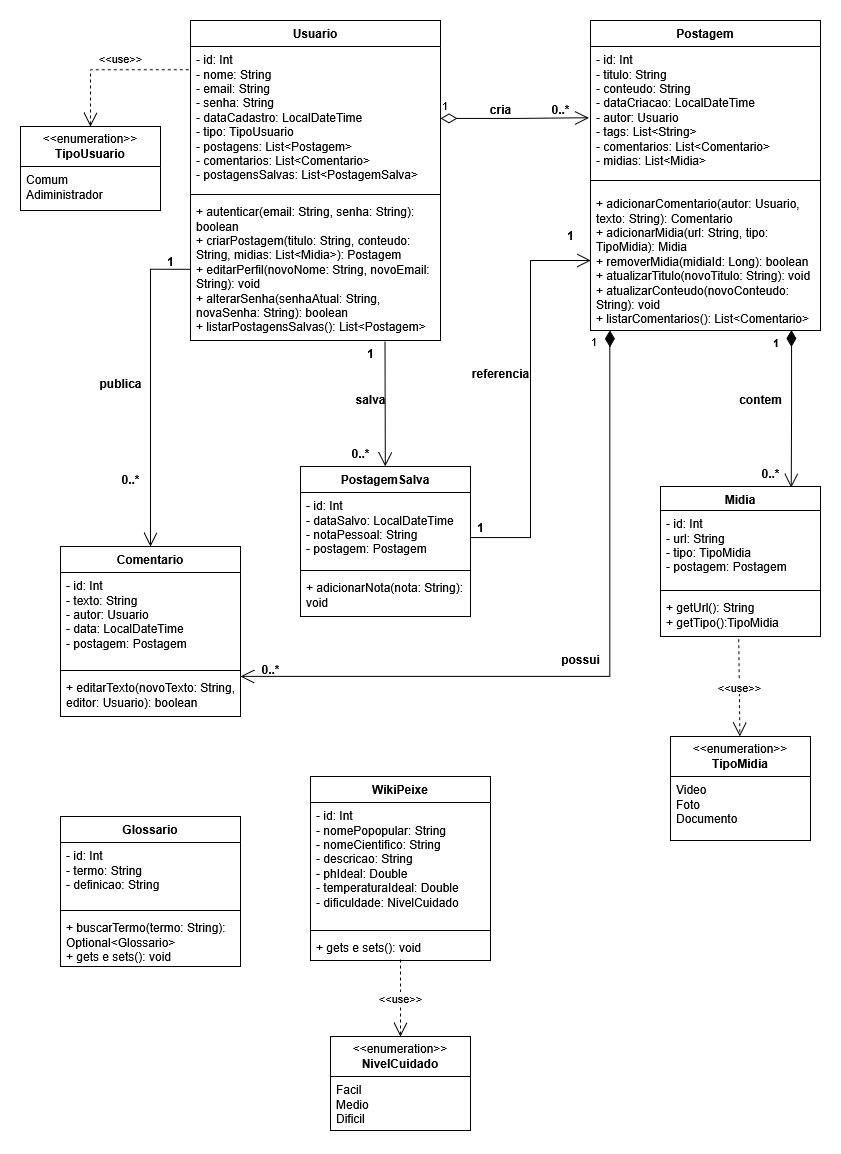 Usuario
- id: Int
- nome: String
- email: String
- senha: String
- dataCadastro: LocalDateTime
- tipo: TipoUsuario
- postagens: List<Postagem>
- comentarios: List<Comentario>
- postagensSalvas: List<PostagemSalva>
+ autenticar(email: String, senha: String):
boolean
+ criarPostagem(titulo: String, conteudo:
String, midias: List<Midia>): Postagem
+ editarPerfil(novoNome: String, novoEmail:
String): void
+ alterarSenha(senhaAtual: String,
novaSenha: String): boolean
+ listarPostagensSalvas(): List<Postagem>
<<use>>
<<enumeration>>
TipoUsuario
Comum
Adiministrador
1
cria
0..*
Postagem
- id: Int
- titulo: String
- conteudo: String
- dataCriacao: LocalDateTime
- autor: Usuario
- tags: List<String>
- comentarios: List<Comentario>
- midias: List<Midia>
+ adicionarComentario(autor: Usuario,
texto: String): Comentario
+ adicionarMidia(url: String, tipo:
TipoMidia): Midia
+ removerMidia(midiaId: Long): boolean
+ atualizarTitulo(novoTitulo: String): void
+ atualizarConteudo(novoConteudo:
String): void
+ listarComentarios(): List<Comentario>
1
publica
0..*
1
salva
0..*
1
referencia
1
1
possui
0..*
1
contem
0..*
PostagemSalva
- id: Int
- dataSalvo: LocalDateTime
- notaPessoal: String
- postagem: Postagem
+ adicionarNota(nota: String):
void
Midia
- id: Int
- url: String
- tipo: TipoMidia
- postagem: Postagem
+ getUrl(): String
+ getTipo():TipoMidia
Comentario
- id: Int
- texto: String
- autor: Usuario
- data: LocalDateTime
- postagem: Postagem
+ editarTexto(novoTexto: String,
editor: Usuario): boolean
<<use>>
<<enumeration>>
TipoMidia
Video
Foto
Documento
Glossario
- id: Int
- termo: String
- definicao: String
+ buscarTermo(termo: String):
Optional<Glossario>
+ gets e sets(): void
WikiPeixe
- id: Int
- nomePopopular: String
- nomeCientifico: String
- descricao: String
- phIdeal: Double
- temperaturaIdeal: Double
- dificuldade: NivelCuidado
+ gets e sets(): void
<<use>>
<<enumeration>>
NivelCuidado
Facil
Medio
Dificil